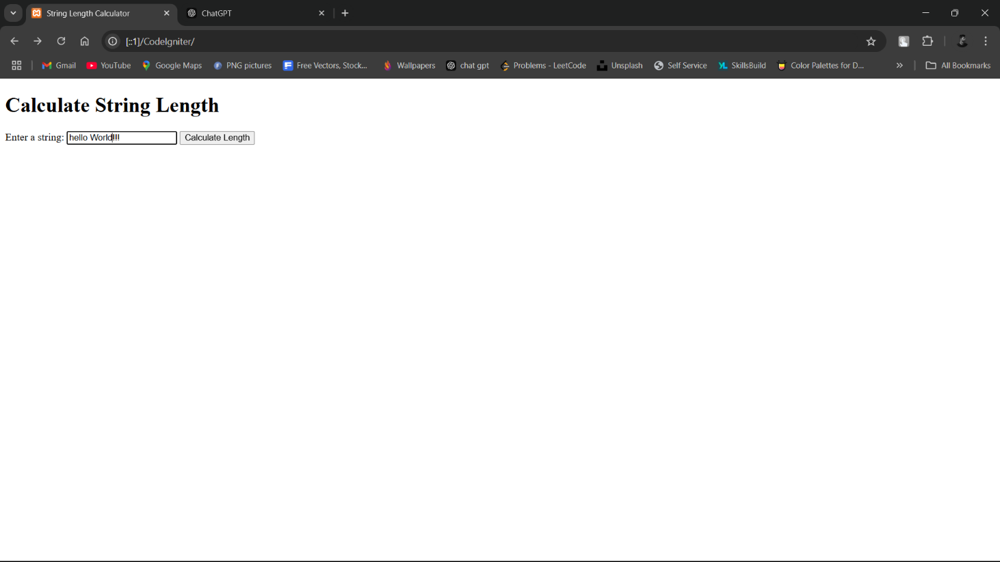 String Length Calculator
ChatGPT
[::1]/CodeIgniter/
Gmail YouTube Google Maps PNG pictures Free Vectors, Stock... Wallpapers chat gpt Problems - LeetCode Unsplash Self Service SkillsBuild Color Palettes for D... » All Bookmarks
Calculate String Length
Enter a string: hello World!!! Calculate Length